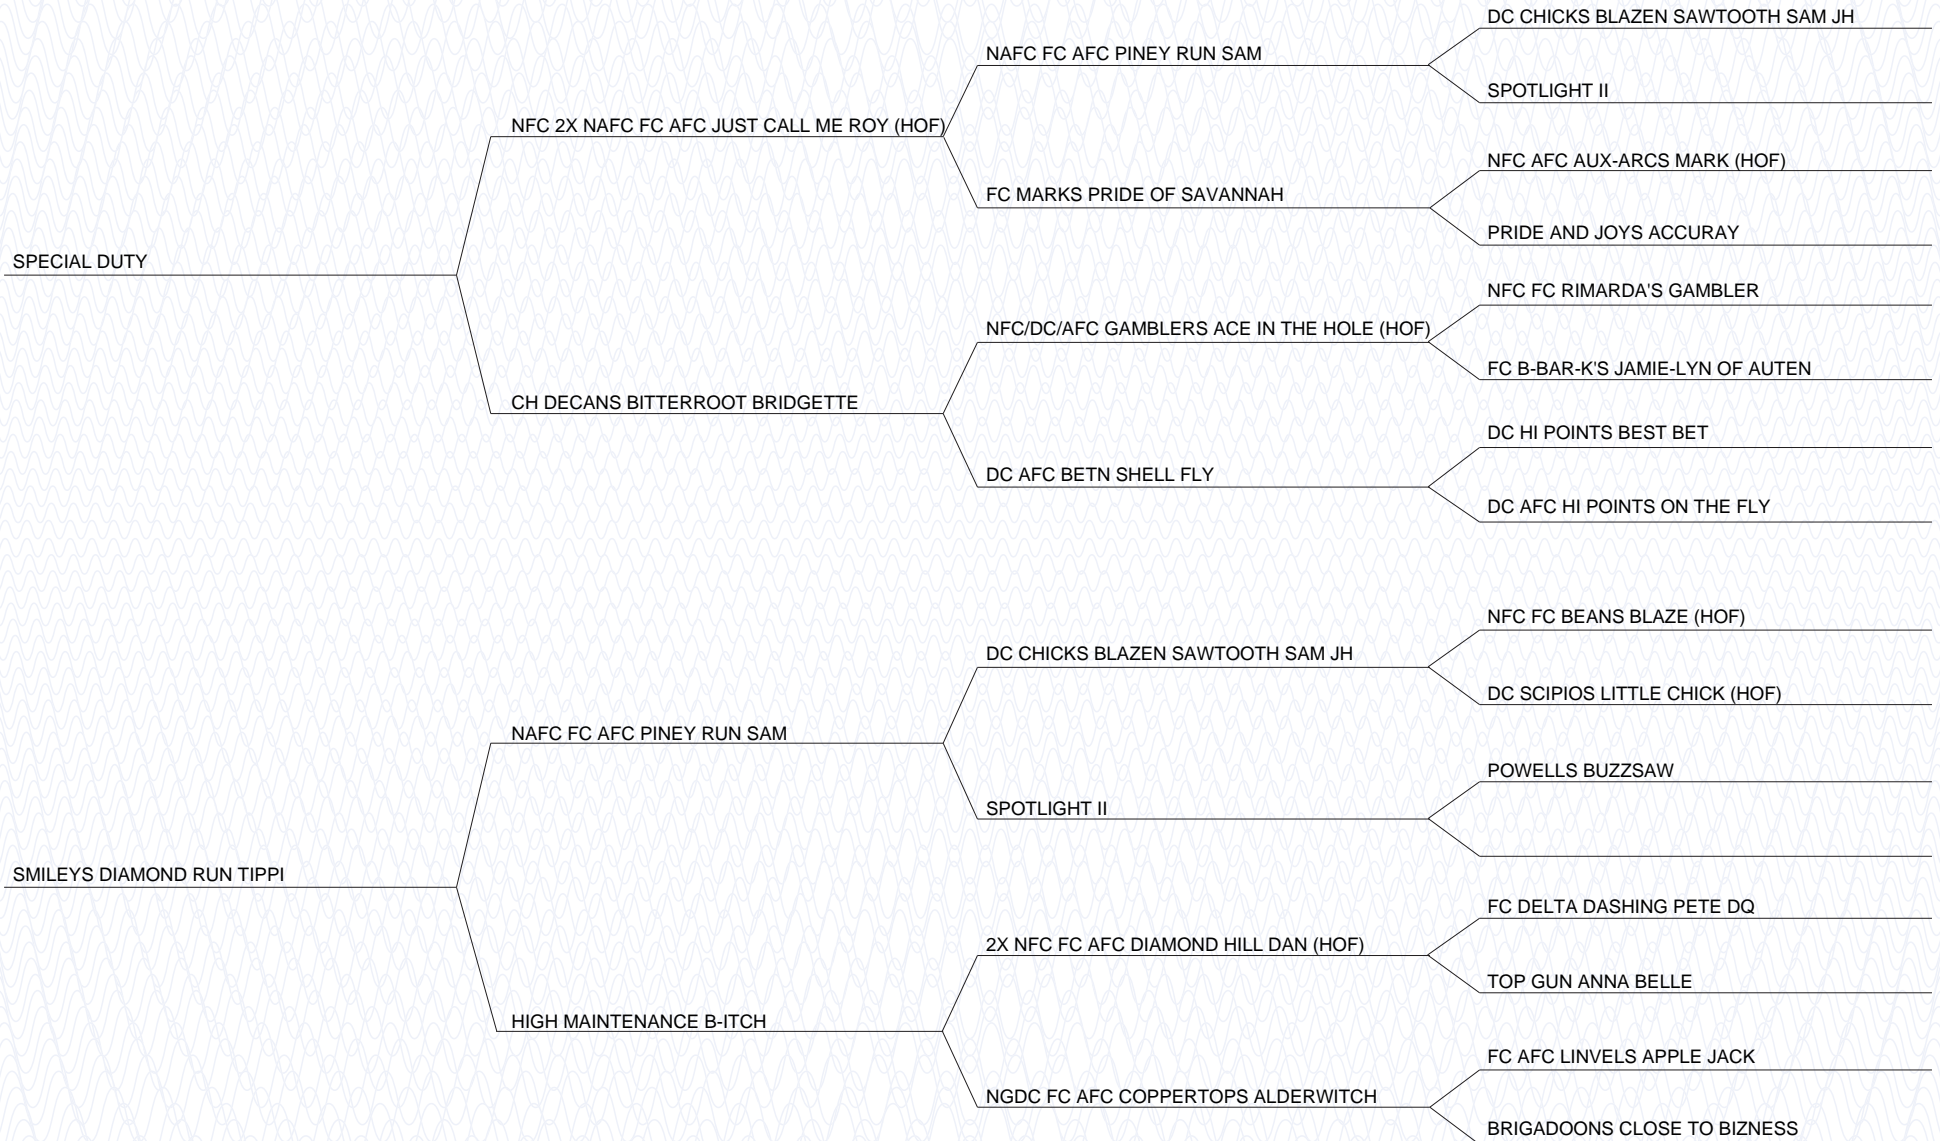 DC CHICKS BLAZEN SAWTOOTH SAM JH
NAFC FC AFC PINEY RUN SAM
SPOTLIGHT II
NFC 2X NAFC FC AFC JUST CALL ME ROY (HOF)
NFC AFC AUX-ARCS MARK (HOF)
FC MARKS PRIDE OF SAVANNAH
PRIDE AND JOYS ACCURAY
SPECIAL DUTY
NFC FC RIMARDA'S GAMBLER
NFC/DC/AFC GAMBLERS ACE IN THE HOLE (HOF)
FC B-BAR-K'S JAMIE-LYN OF AUTEN
CH DECANS BITTERROOT BRIDGETTE
DC HI POINTS BEST BET
DC AFC BETN SHELL FLY
DC AFC HI POINTS ON THE FLY
NFC FC BEANS BLAZE (HOF)
DC CHICKS BLAZEN SAWTOOTH SAM JH
DC SCIPIOS LITTLE CHICK (HOF)
NAFC FC AFC PINEY RUN SAM
POWELLS BUZZSAW
SPOTLIGHT II
SMILEYS DIAMOND RUN TIPPI
FC DELTA DASHING PETE DQ
2X NFC FC AFC DIAMOND HILL DAN (HOF)
TOP GUN ANNA BELLE
HIGH MAINTENANCE B-ITCH
FC AFC LINVELS APPLE JACK
NGDC FC AFC COPPERTOPS ALDERWITCH
BRIGADOONS CLOSE TO BIZNESS